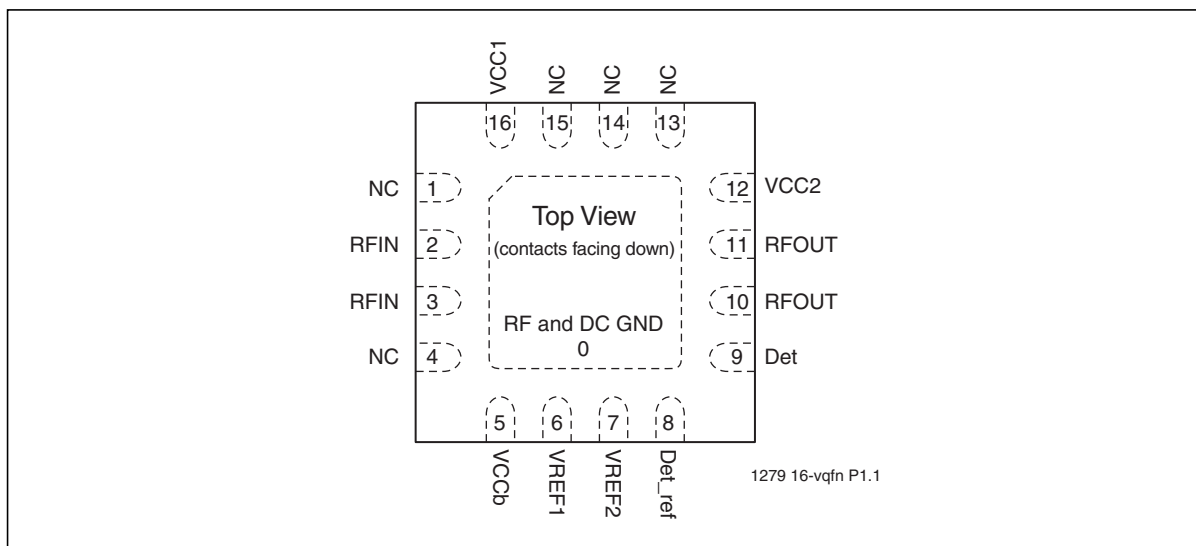 VCC1 NC NC NC
16 15 14 13
NC 1 12 VCC2
Top View
RFIN 2 11 RFOUT
(contacts facing down)
RFIN 3 10 RFOUT
RF and DC GND
0
NC 4 9 Det
5 6 7 8
VCCb VREF1 VREF2 Det_ref
1279 16-vqfn P1.1